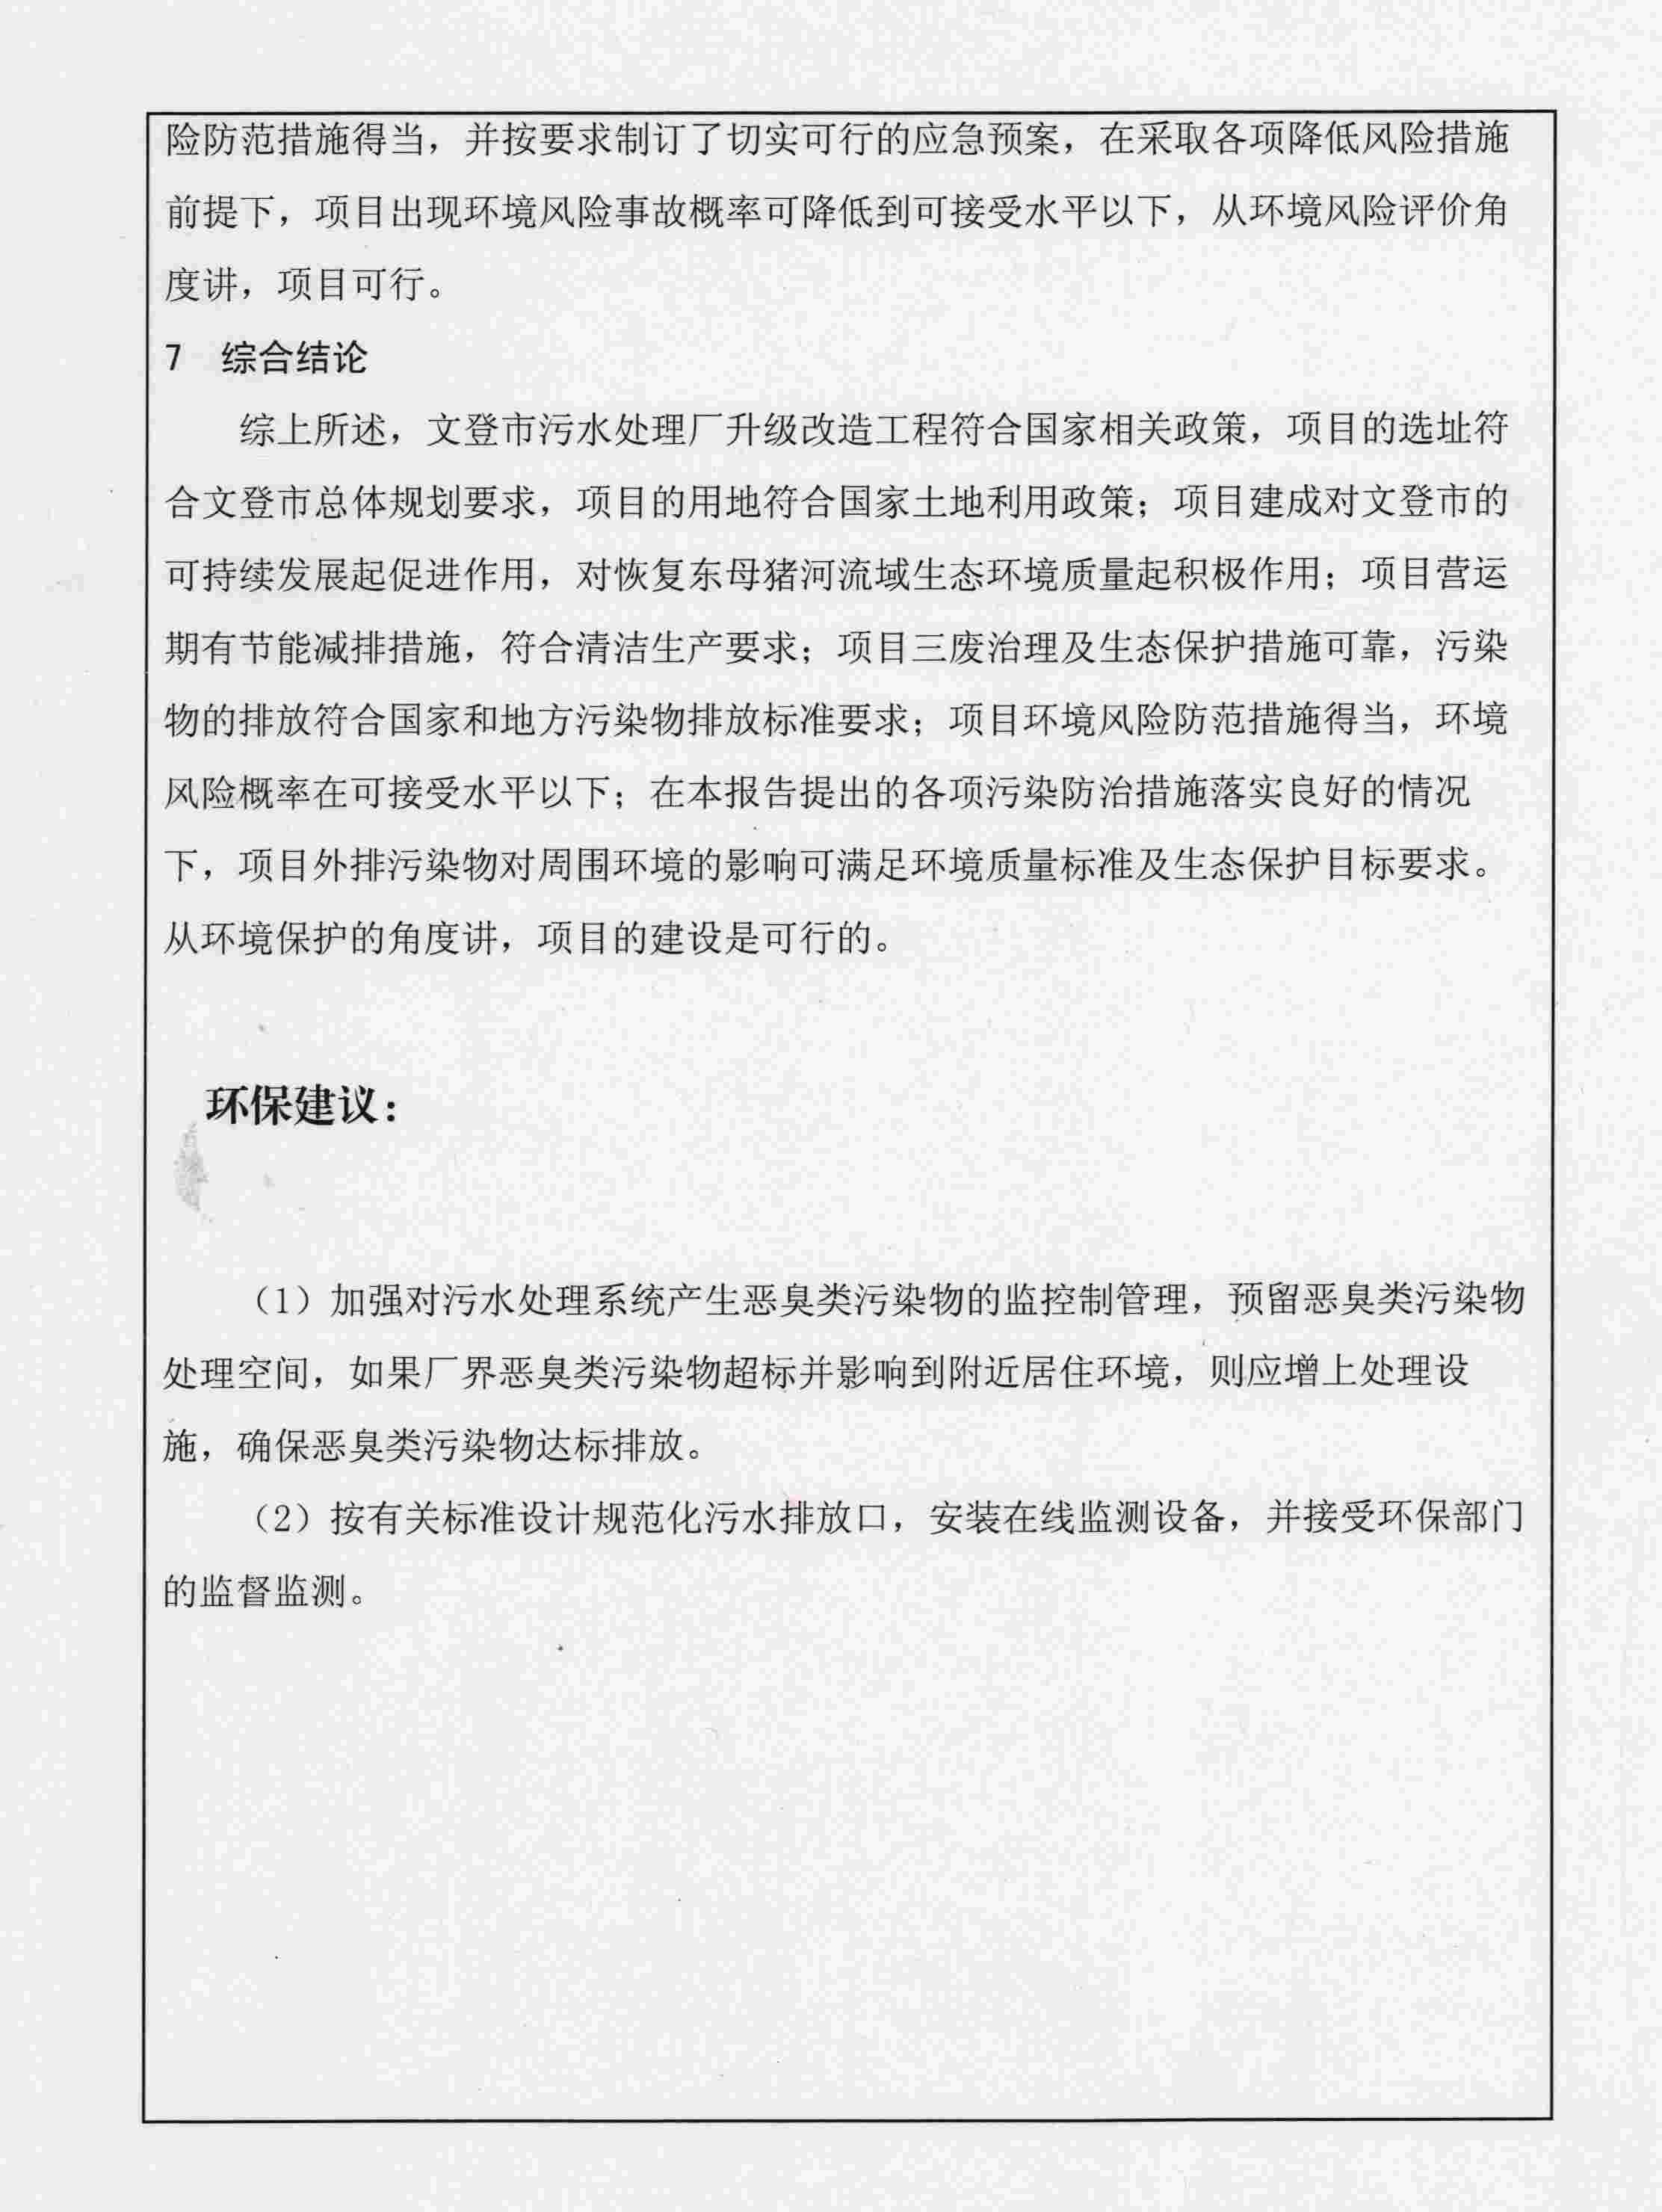 险防范措施得当，并按要求制订了切实可行的应急预案，在采取各项降低风险措施
前提下，项目出现环境风险事故概率可降低到可接受水平以下，从环境风险评价角
度讲，项目可行。
7 综合结论
综上所述，文登市污水处理厂升级改造工程符合国家相关政策，项目的选址符
合文登市总体规划要求，项目的用地符合国家土地利用政策；项目建成对文登市的
可持续发展起促进作用，对恢复东母猪河流域生态环境质量起积极作用；项目营运
期有节能减排措施，符合清洁生产要求；项目三废治理及生态保护措施可靠，污染
物的排放符合国家和地方污染物排放标准要求；项目环境风险防范措施得当，环境
风险概率在可接受水平以下；在本报告提出的各项污染防治措施落实良好的情况
下，项目外排污染物对周围环境的影响可满足环境质量标准及生态保护目标要求。
从环境保护的角度讲，项目的建设是可行的。
环保建议：
（1）加强对污水处理系统产生恶臭类污染物的监控制管理，预留恶臭类污染物
处理空间，如果厂界恶臭类污染物超标并影响到附近居住环境，则应增上处理设
施，确保恶臭类污染物达标排放。
（2）按有关标准设计规范化污水排放口，安装在线监测设备，并接受环保部门
的监督监测。